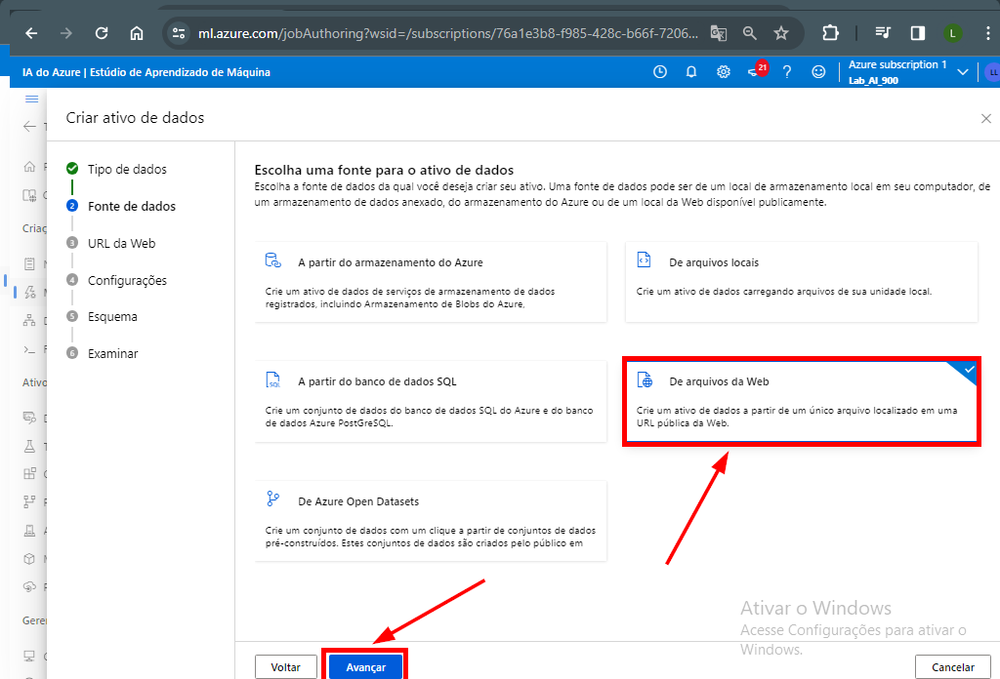 ml.azure.com/jobAuthoring?wsid=/subscriptions/76a1e3b8-f985-428c-b66f-7206...
L
IA do Azure | Estúdio de Aprendizado de Máquina
21
?
Azure subscription 1
Lab_AI_900
LL
Criar ativo de dados
Tipo de dados
2 Fonte de dados
3 URL da Web
4 Configurações
5 Esquema
6 Examinar
Criaç
Ativo
Gerer
Escolha uma fonte para o ativo de dados
Escolha a fonte de dados da qual você deseja criar seu ativo. Uma fonte de dados pode ser de um local de armazenamento local em seu computador, de
um armazenamento de dados anexado, do armazenamento do Azure ou de um local da Web disponível publicamente.
A partir do armazenamento do Azure
Crie um ativo de dados de serviços de armazenamento de dados
registrados, incluindo Armazenamento de Blobs do Azure,
De arquivos locais
Crie um ativo de dados carregando arquivos de sua unidade local.
SQL
A partir do banco de dados SQL
Crie um conjunto de dados do banco de dados SQL do Azure e do banco
de dados Azure PostGreSQL.
De arquivos da Web
Crie um ativo de dados a partir de um único arquivo localizado em uma
URL pública da Web.
De Azure Open Datasets
Crie um conjunto de dados com um clique a partir de conjuntos de dados
pré-construídos. Estes conjuntos de dados são criados pelo público em
Ativar o Windows
Acesse Configurações para ativar o
Windows.
Voltar
Avançar
Cancelar